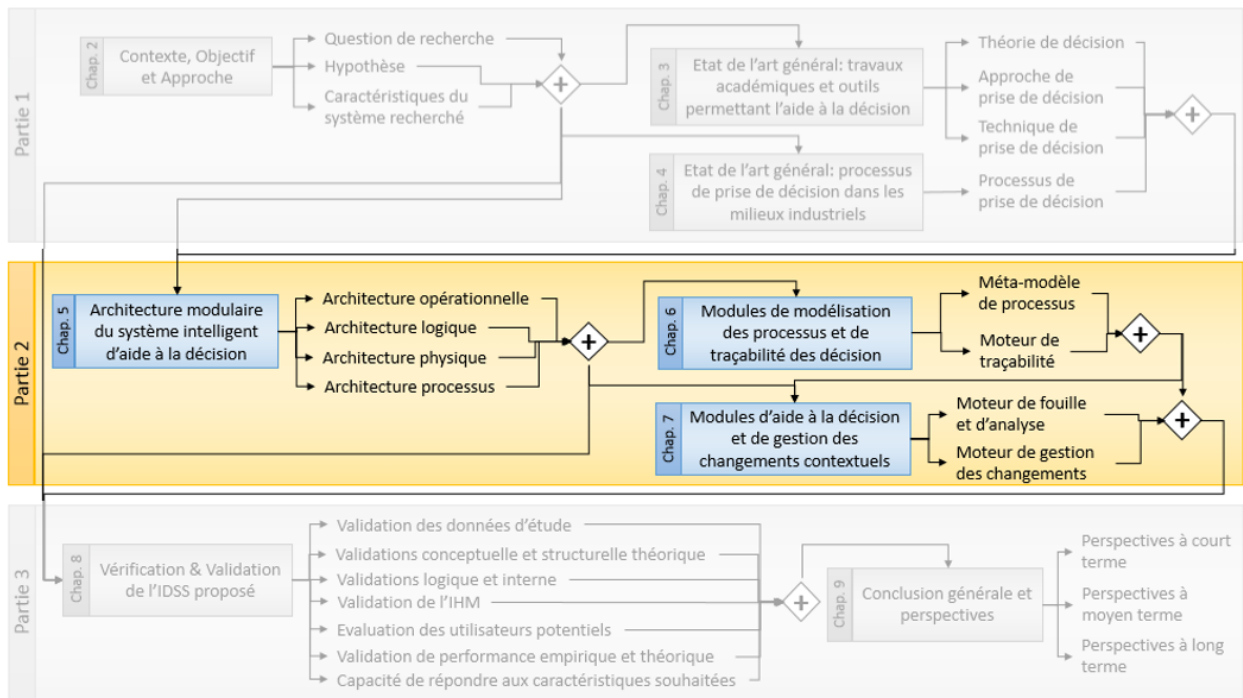 Partie 1
Chap. 2
Contexte, Objectif
et Approche
Question de recherche
Hypothèse
Caractéristiques du
système recherché
Chap. 3
Etat de l'art général: travaux
académiques et outils
permettant l'aide à la décision
Théorie de décision
Approche de
prise de décision
Technique de
prise de décision
Chap. 4
Etat de l'art général: processus
de prise de décision dans les
milieux industriels
Processus de
prise de décision
Partie 2
Chap. 5
Architecture modulaire
du système intelligent
d'aide à la décision
Architecture opérationnelle
Architecture logique
Architecture physique
Architecture processus
Chap. 6
Modules de modélisation
des processus et de
traçabilité des décision
Méta-modèle
de processus
Moteur de
traçabilité
Chap. 7
Modules d'aide à la décision
et de gestion des
changements contextuels
Moteur de fouille
et d'analyse
Moteur de gestion
des changements
Partie 3
Chap. 8
Vérification & Validation
de l'IDSS proposé
Validation des données d'étude
Validations conceptuelle et structurelle théorique
Validations logique et interne
Validation de l'IHM
Evaluation des utilisateurs potentiels
Validation de performance empirique et théorique
Capacité de répondre aux caractéristiques souhaitées
Chap. 9
Conclusion générale et
perspectives
Perspectives à court
terme
Perspectives à
moyen terme
Perspectives à long
terme